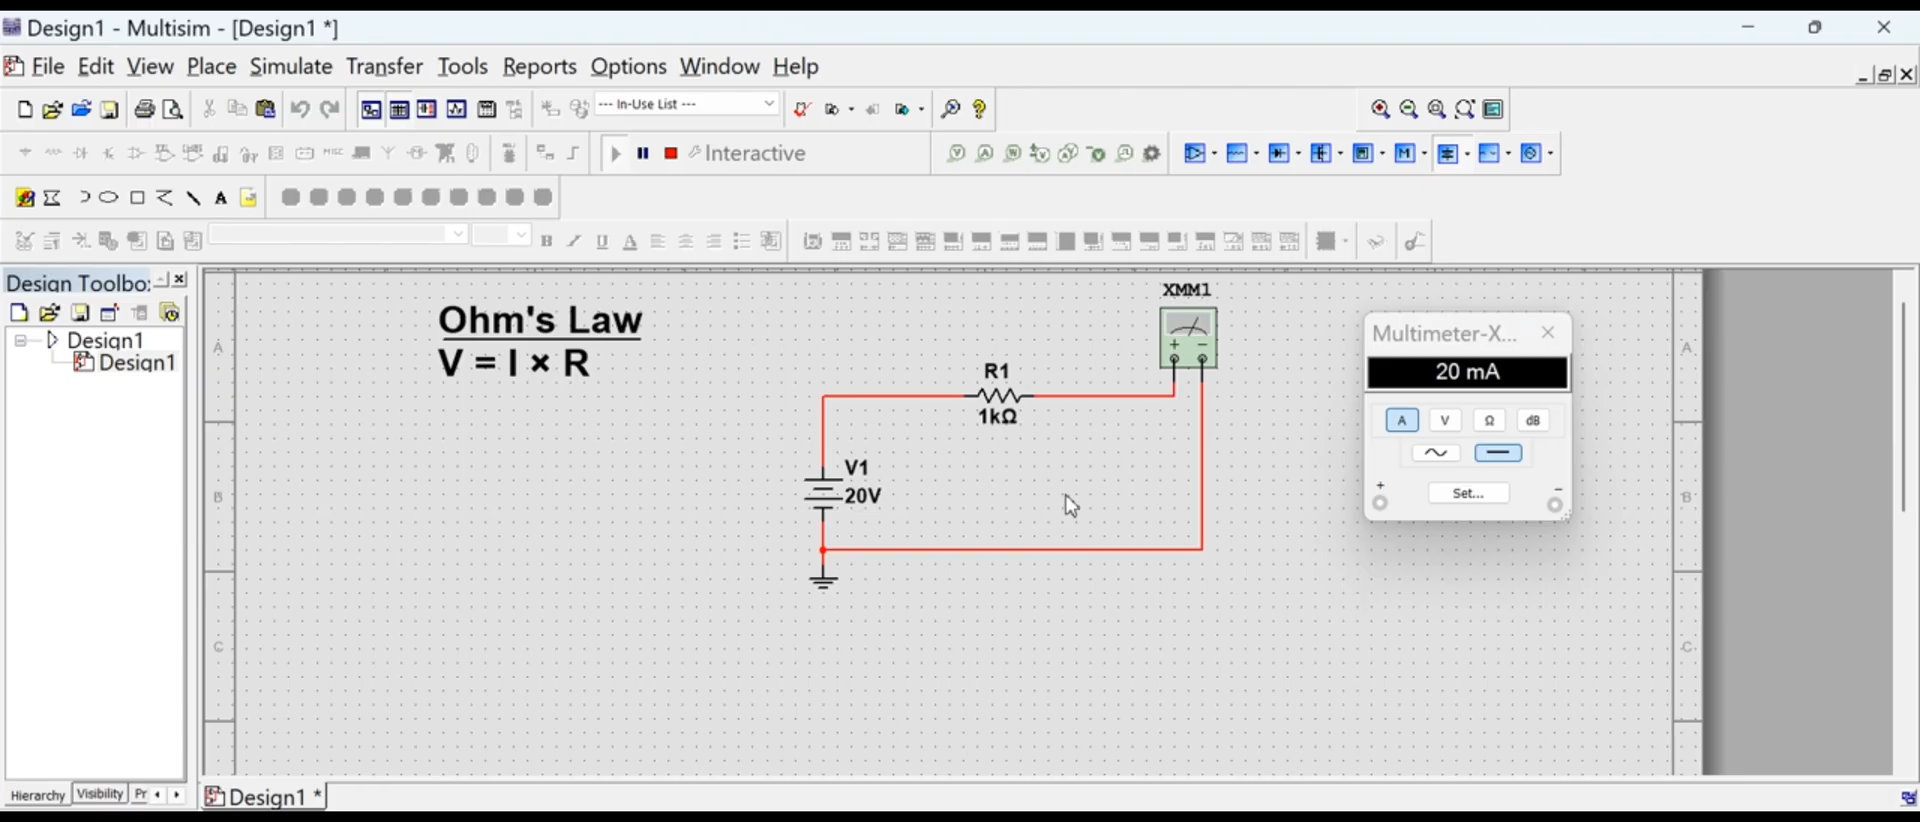 Design1 - Multisim - [Design1 *]
File Edit View Place Simulate Transfer Tools Reports Options Window Help
--- In-Use List ---
MISC
Interactive
A
B I U A
Design Toolbo:
Design1
Design1
Hierarchy Visibility Pr
Design1 *
Ohm's Law
V = I × R
XMM1
+ −
R1
1kΩ
V1
20V
A
B
C
A
B
C
Multimeter-X...
20 mA
A V Ω dB
Set...
+ −